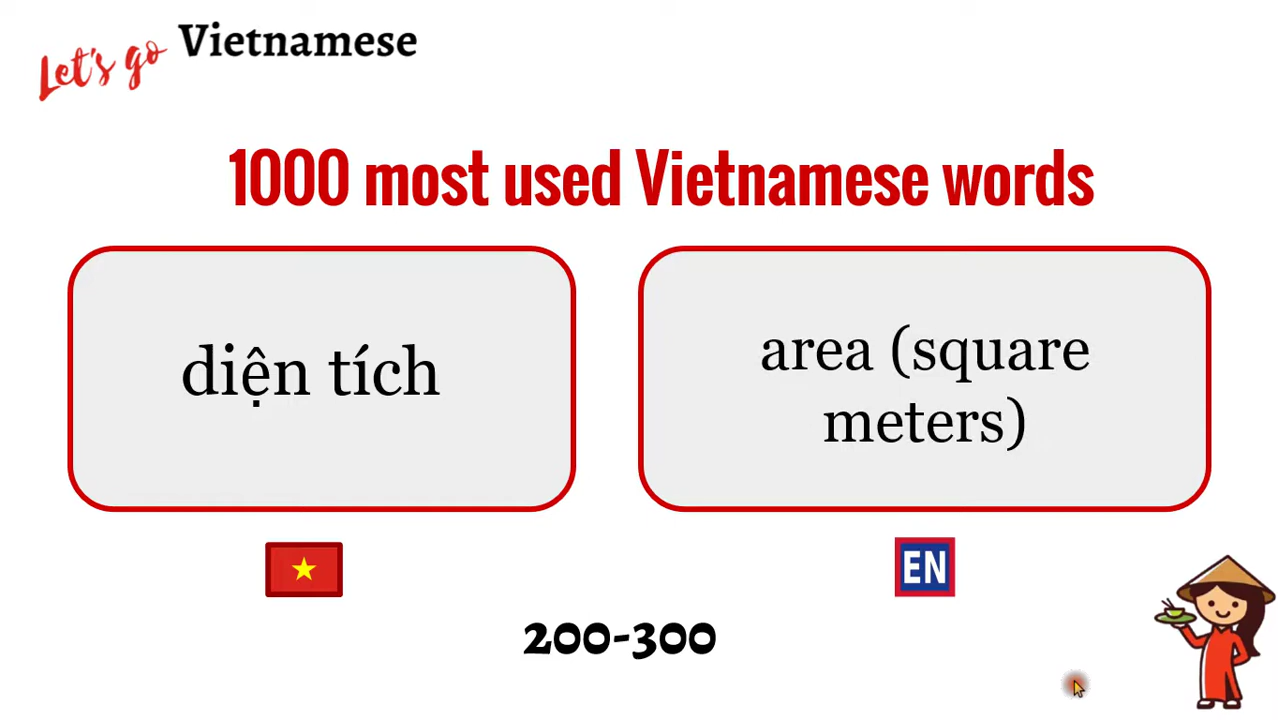 Let's go Vietnamese
1000 most used Vietnamese words
diện tích
area (square
meters)
EN
200-300